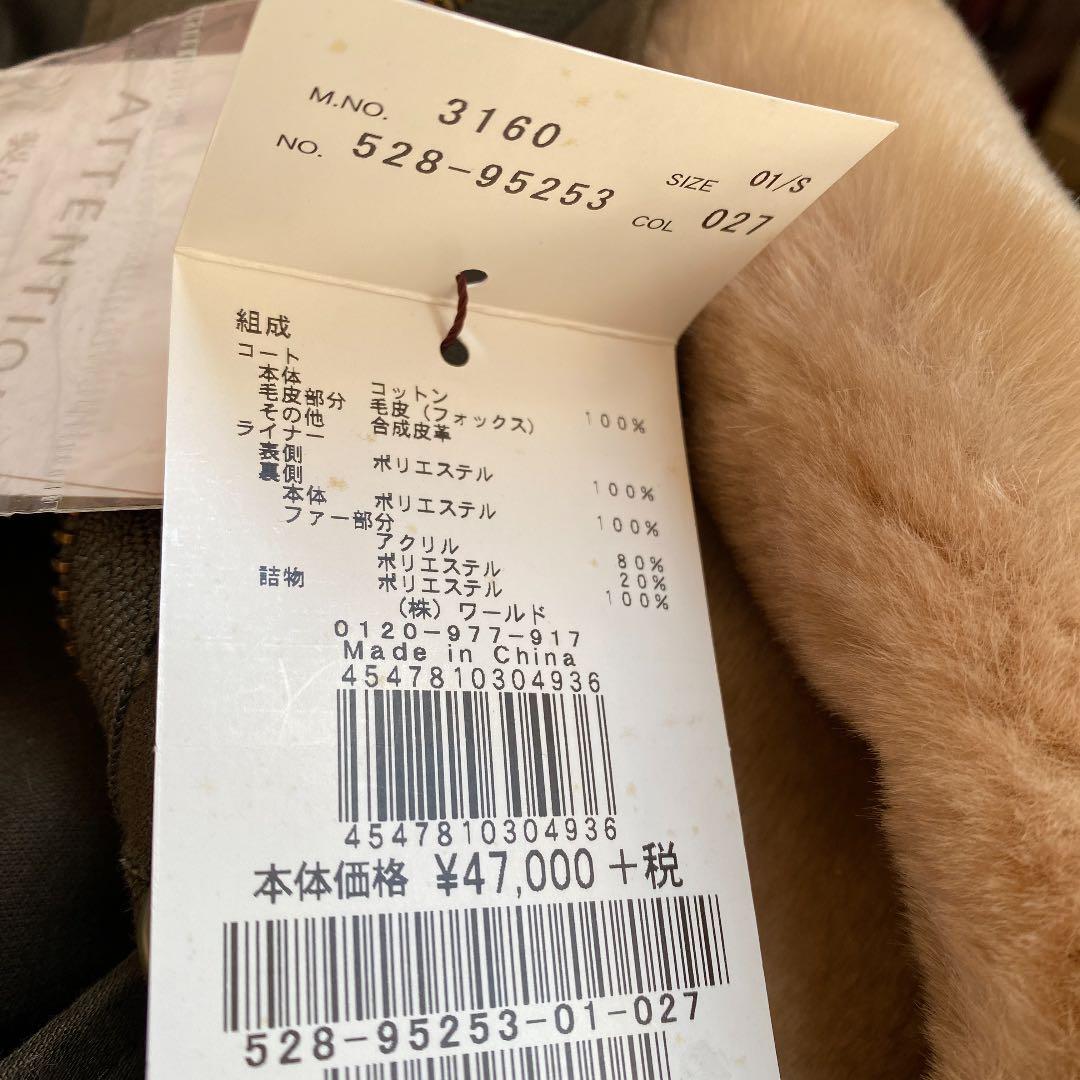 M.NO. 3160
NO. 528-95253
SIZE 01/S
COL 027
組成
コート
本体 コットン 100%
毛皮部分 毛皮(フォックス)
その他 合成皮革
ライナー
表側 ポリエステル 100%
裏側
本体 ポリエステル 100%
ファー部分
アクリル 80%
ポリエステル 20%
詰物 ポリエステル 100%
(株)ワールド
0120-977-917
Made in China
4547810304936
4547810304936
本体価格 ¥47,000 +税
528-95253-01-027
ATTENTION